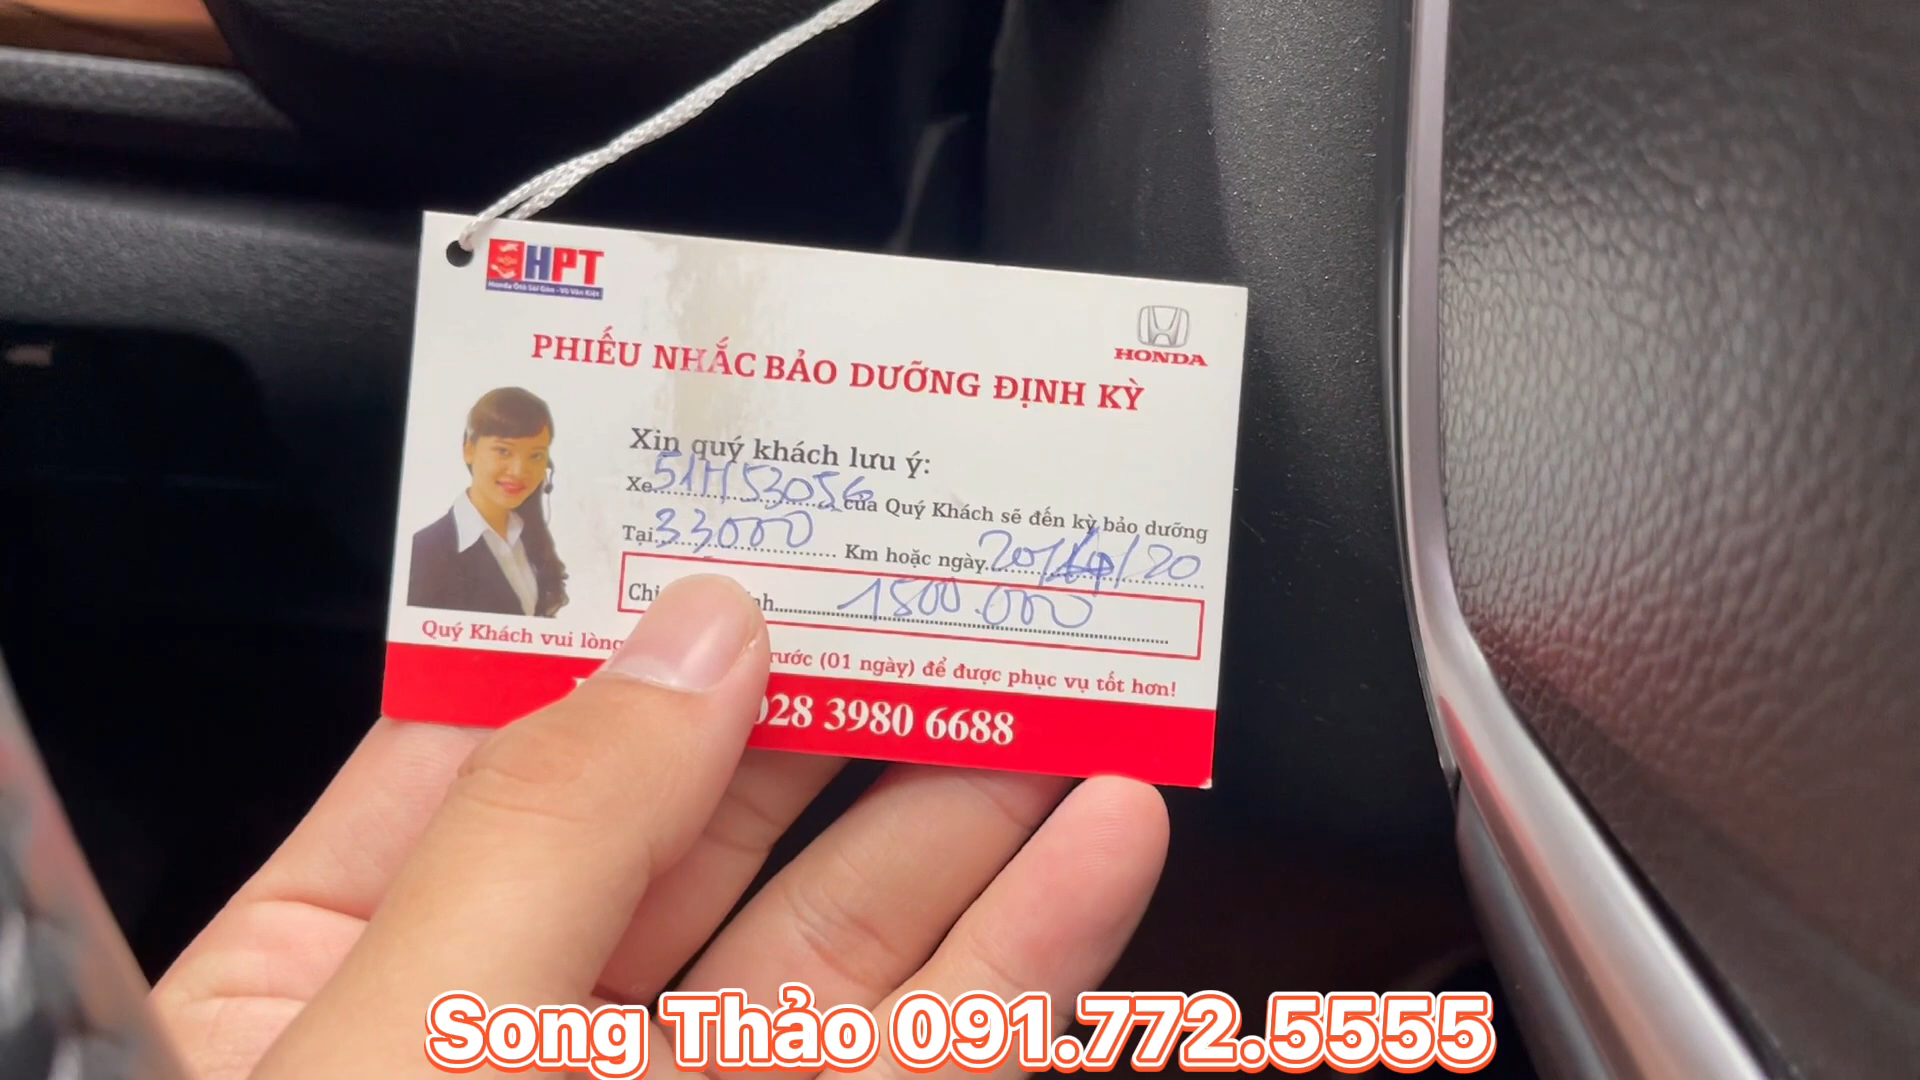 HPT
Honda Ôtô Sài Gòn - Võ Văn Kiệt
HONDA
PHIẾU NHẮC BẢO DƯỠNG ĐỊNH KỲ
Xin quý khách lưu ý:
Xe 51H53056 của Quý Khách sẽ đến kỳ bảo dưỡng
Tại 33000 Km hoặc ngày 20/ /20
1500.000
Quý Khách vui lòng (01 ngày) để được phục vụ tốt hơn!
028 3980 6688
Song Thảo 091.772.5555